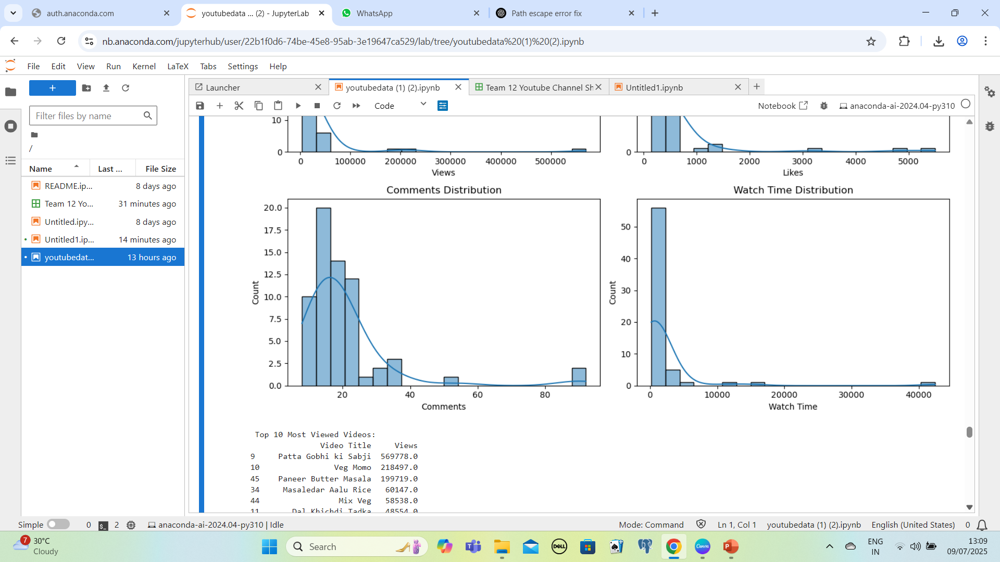 auth.anaconda.com
youtubedata ... (2) - JupyterLab
WhatsApp
Path escape error fix
nb.anaconda.com/jupyterhub/user/22b1f0d6-74be-45e8-95ab-3e19647ca529/lab/tree/youtubedata%20(1)%20(2).ipynb
File Edit View Run Kernel LaTeX Tabs Settings Help
Launcher
youtubedata (1) (2).ipynb
Team 12 Youtube Channel Sh
Untitled1.ipynb
Code
Notebook
anaconda-ai-2024.04-py310
Filter files by name
/
Name Last ... File Size
README.ip... 8 days ago
Team 12 Yo... 31 minutes ago
Untitled.ipy... 8 days ago
Untitled1.ip... 14 minutes ago
youtubedat... 13 hours ago
10
0
0 100000 200000 300000 400000 500000
Views
0
0 1000 2000 3000 4000 5000
Likes
Comments Distribution
20.0
17.5
15.0
12.5
10.0
7.5
5.0
2.5
0.0
Count
20 40 60 80
Comments
Watch Time Distribution
50
40
30
20
10
0
Count
0 10000 20000 30000 40000
Watch Time
Top 10 Most Viewed Videos:
Video Title Views
9 Patta Gobhi ki Sabji 569778.0
10 Veg Momo 218497.0
45 Paneer Butter Masala 199719.0
34 Masaledar Aalu Rice 60147.0
44 Mix Veg 58538.0
11 Dal Khichdi Tadka 48554.0
Simple 0 $_ 2 anaconda-ai-2024.04-py310 | Idle
Mode: Command Ln 1, Col 1 youtubedata (1) (2).ipynb English (United States) 0
7
30°C
Cloudy
Search
DELL
Canva
P
ENG
IN
13:09
09/07/2025